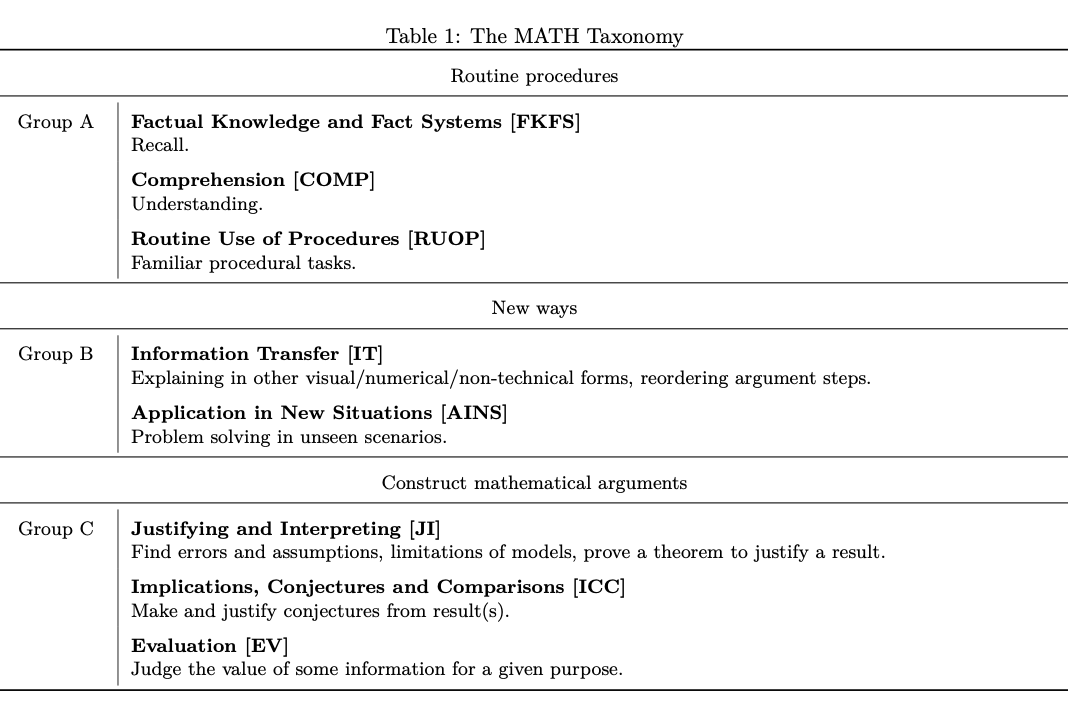 Table 1: The MATH Taxonomy
Routine procedures
Group A
Factual Knowledge and Fact Systems [FKFS]
Recall.
Comprehension [COMP]
Understanding.
Routine Use of Procedures [RUOP]
Familiar procedural tasks.
New ways
Group B
Information Transfer [IT]
Explaining in other visual/numerical/non-technical forms, reordering argument steps.
Application in New Situations [AINS]
Problem solving in unseen scenarios.
Construct mathematical arguments
Group C
Justifying and Interpreting [JI]
Find errors and assumptions, limitations of models, prove a theorem to justify a result.
Implications, Conjectures and Comparisons [ICC]
Make and justify conjectures from result(s).
Evaluation [EV]
Judge the value of some information for a given purpose.